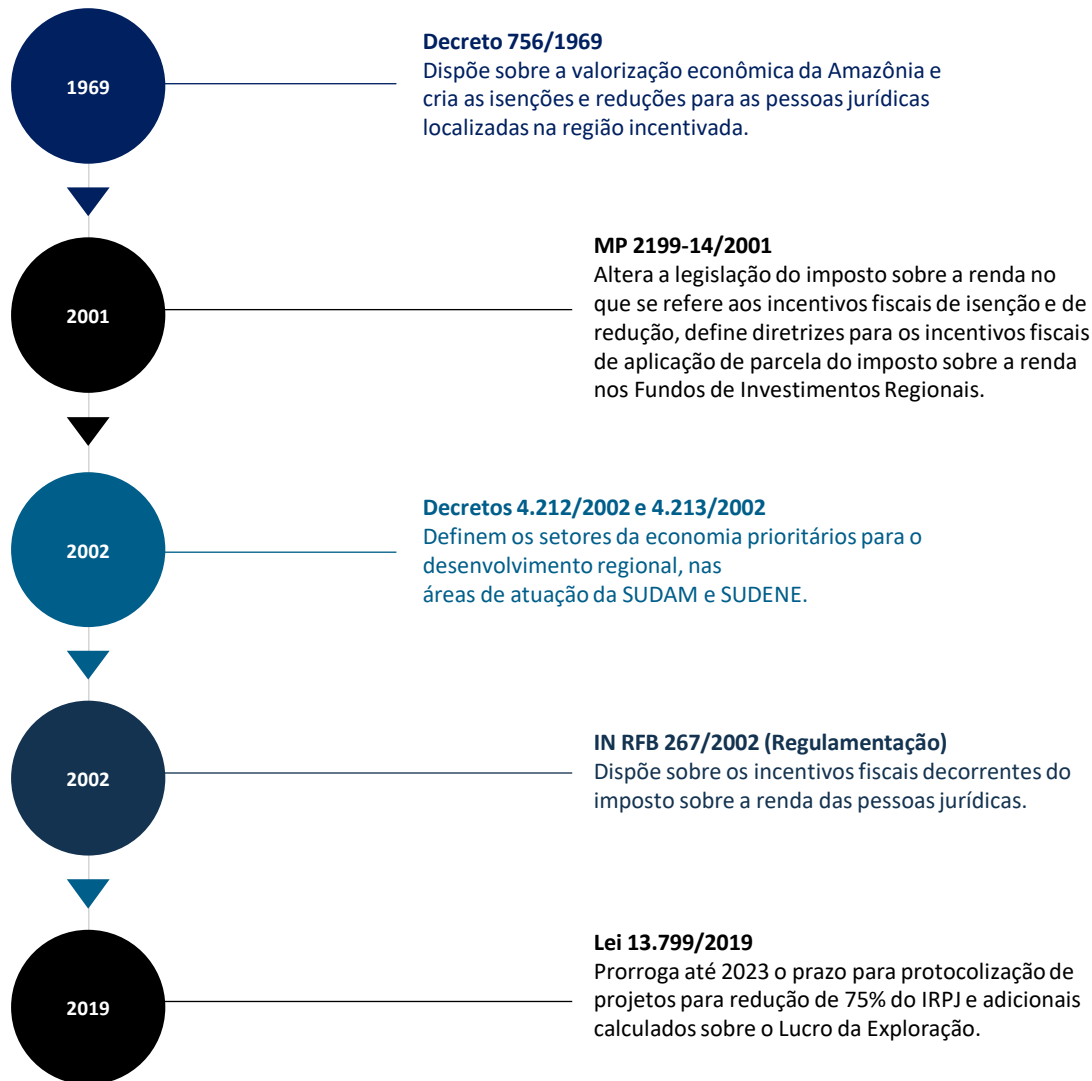 1969
Decreto 756/1969
Dispõe sobre a valorização econômica da Amazônia e
cria as isenções e reduções para as pessoas jurídicas
localizadas na região incentivada.
2001
MP 2199-14/2001
Altera a legislação do imposto sobre a renda no
que se refere aos incentivos fiscais de isenção e de
redução, define diretrizes para os incentivos fiscais
de aplicação de parcela do imposto sobre a renda
nos Fundos de Investimentos Regionais.
2002
Decretos 4.212/2002 e 4.213/2002
Definem os setores da economia prioritários para o
desenvolvimento regional, nas
áreas de atuação da SUDAM e SUDENE.
2002
IN RFB 267/2002 (Regulamentação)
Dispõe sobre os incentivos fiscais decorrentes do
imposto sobre a renda das pessoas jurídicas.
2019
Lei 13.799/2019
Prorroga até 2023 o prazo para protocolização de
projetos para redução de 75% do IRPJ e adicionais
calculados sobre o Lucro da Exploração.